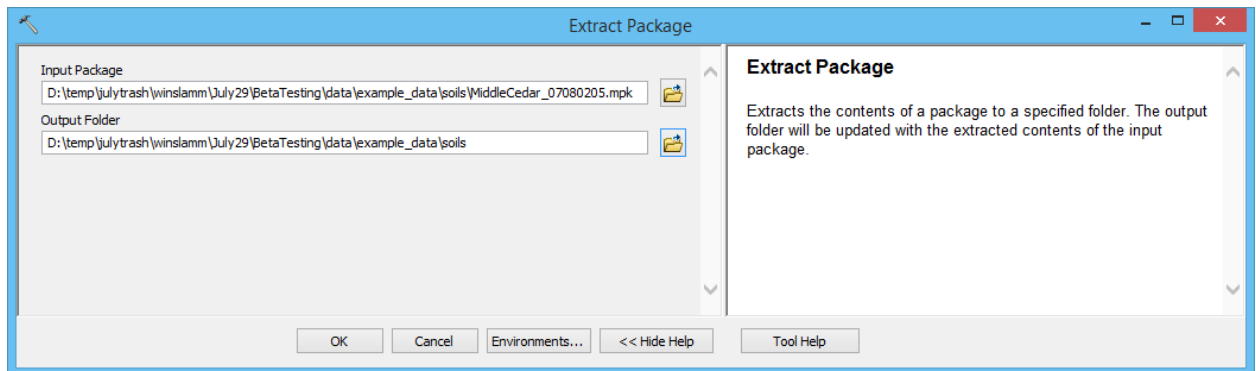 Extract Package
Input Package
D:\temp\julytrash\winslamm\July29\BetaTesting\data\example_data\soils\MiddleCedar_07080205.mpk
Output Folder
D:\temp\julytrash\winslamm\July29\BetaTesting\data\example_data\soils
Extract Package
Extracts the contents of a package to a specified folder. The output
folder will be updated with the extracted contents of the input
package.
OK
Cancel
Environments...
<< Hide Help
Tool Help